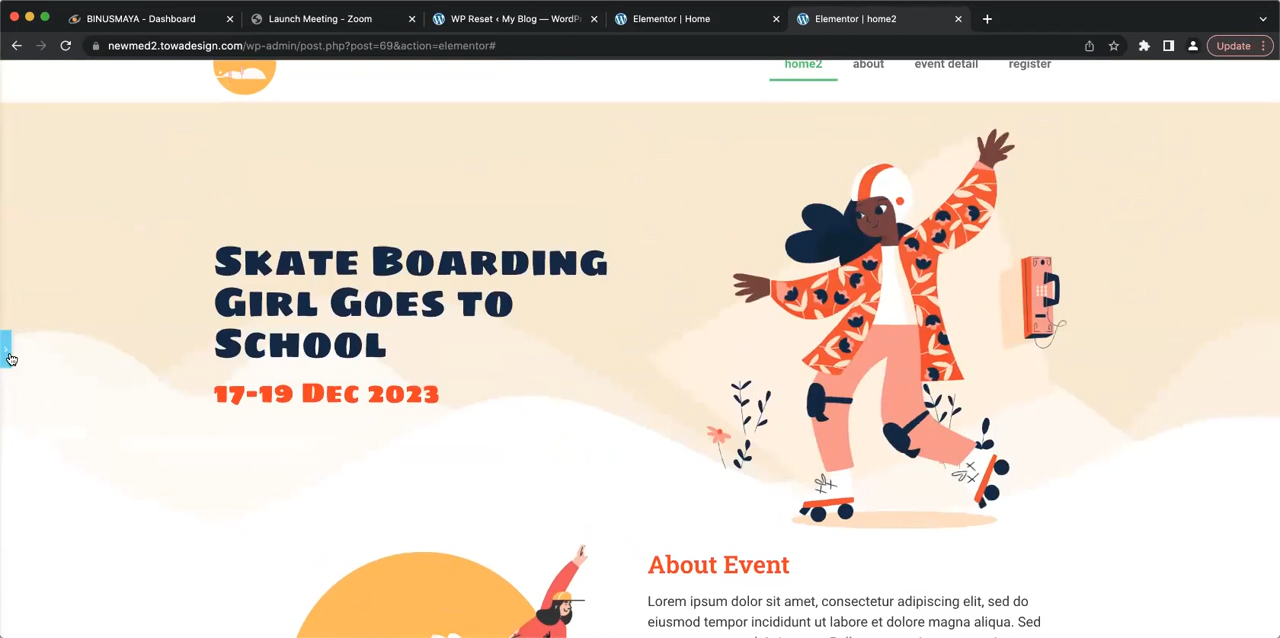 BINUSMAYA - Dashboard
Launch Meeting - Zoom
WP Reset ‹ My Blog — WordPr
Elementor | Home
Elementor | home2
newmed2.towadesign.com/wp-admin/post.php?post=69&action=elementor#
Update
home2
about
event detail
register
Skate Boarding
Girl Goes to
School
17-19 Dec 2023
About Event
Lorem ipsum dolor sit amet, consectetur adipiscing elit, sed do
eiusmod tempor incididunt ut labore et dolore magna aliqua. Sed